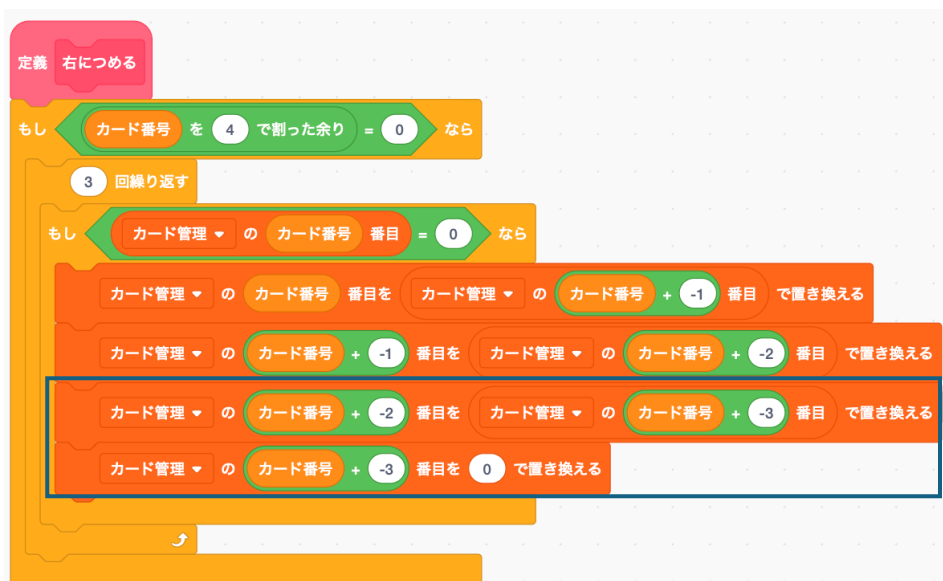 定義 右につめる
もし カード番号 を 4 で割った余り = 0 なら
3 回繰り返す
もし カード管理 の カード番号 番目 = 0 なら
カード管理 の カード番号 番目を カード管理 の カード番号 + -1 番目 で置き換える
カード管理 の カード番号 + -1 番目を カード管理 の カード番号 + -2 番目 で置き換える
カード管理 の カード番号 + -2 番目を カード管理 の カード番号 + -3 番目 で置き換える
カード管理 の カード番号 + -3 番目を 0 で置き換える